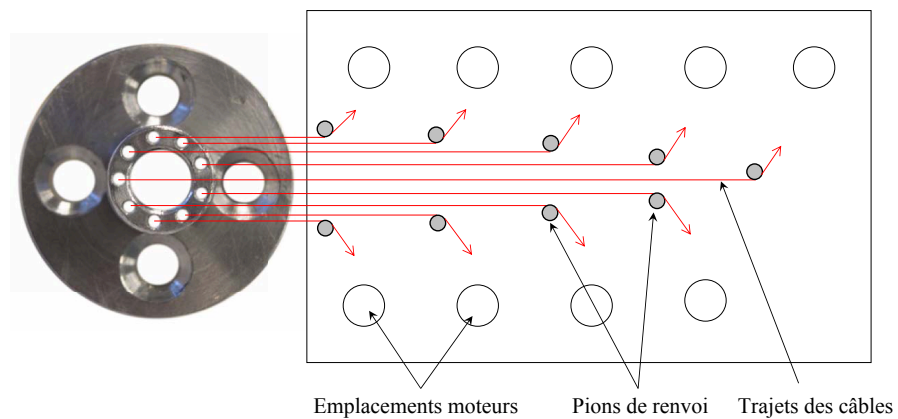 Emplacements moteurs
Pions de renvoi
Trajets des câbles